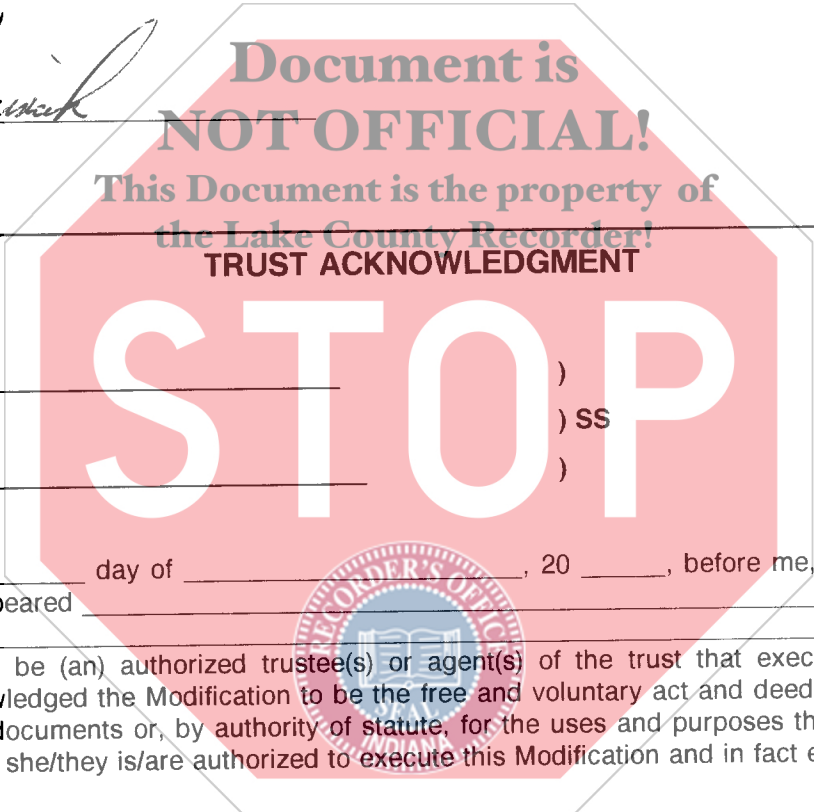 Document is
NOT OFFICIAL!
This Document is the property of
the Lake County Recorder!
TRUST ACKNOWLEDGMENT
STOP
)
) SS
)
day of , 20 , before me,
peared
be (an) authorized trustee(s) or agent(s) of the trust that exec
wledged the Modification to be the free and voluntary act and deed
documents or, by authority of statute, for the uses and purposes th
she/they is/are authorized to execute this Modification and in fact e
RECORDER'S OFFICE
SEAL
INDIANA